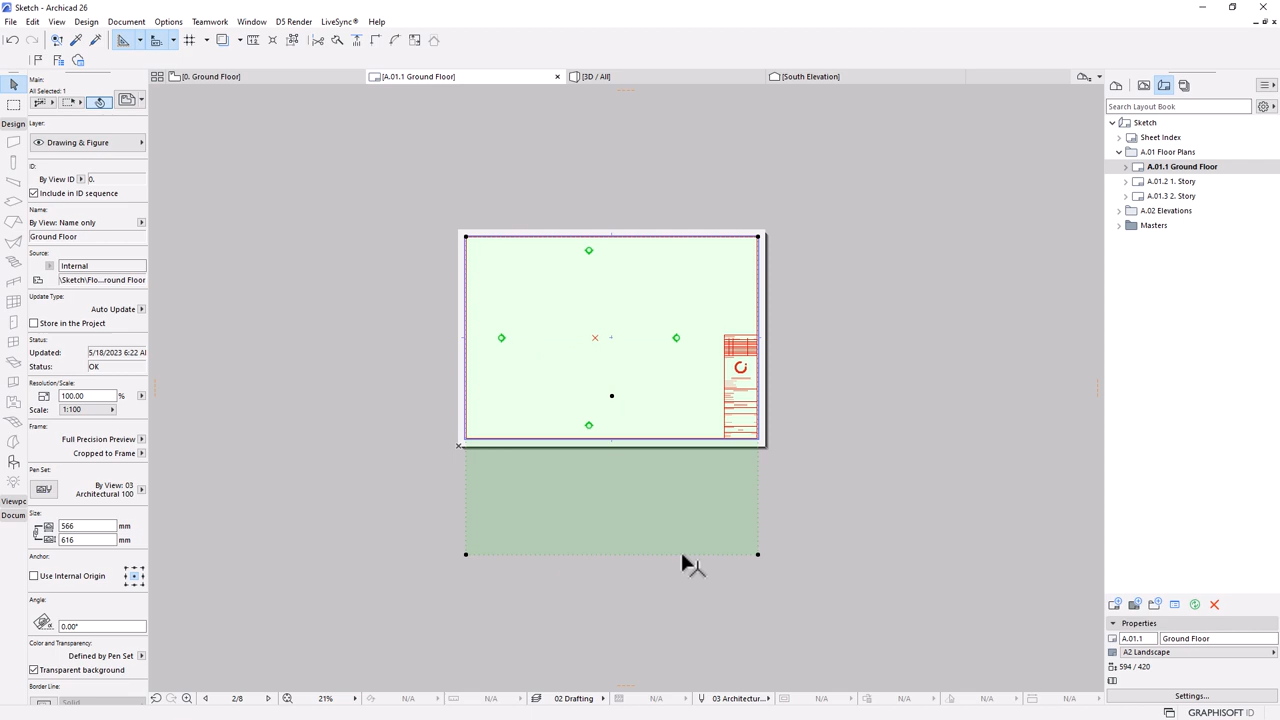 Sketch - Archicad 26
File Edit View Design Document Options Teamwork Window D5 Render LiveSync® Help
[0. Ground Floor]
[A.01.1 Ground Floor]
[3D / All]
[South Elevation]
Main:
All Selected: 1
Design
Layer:
Drawing & Figure
ID:
By View ID
0.
Include in ID sequence
Name:
By View: Name only
Ground Floor
Source:
Internal
\Sketch\Flo...round Floor
Update Type:
Auto Update
Store in the Project
Status:
Updated: 5/18/2023 6:22 AI
Status: OK
Resolution/Scale:
100.00 %
Scale: 1:100
Frame:
Full Precision Preview
Cropped to Frame
Pen Set:
By View: 03
Architectural 100
Viewpo
Docum
Size:
566 mm
616 mm
Anchor:
Use Internal Origin
Angle:
0.00°
Color and Transparency:
Defined by Pen Set
Transparent background
Border Line:
Solid
2/8
21%
N/A
N/A
02 Drafting
N/A
03 Architectur...
N/A
N/A
N/A
N/A
Search Layout Book
Sketch
Sheet Index
A.01 Floor Plans
A.01.1 Ground Floor
A.01.2 1. Story
A.01.3 2. Story
A.02 Elevations
Masters
Properties
A.01.1 Ground Floor
A2 Landscape
594 / 420
Settings...
GRAPHISOFT ID